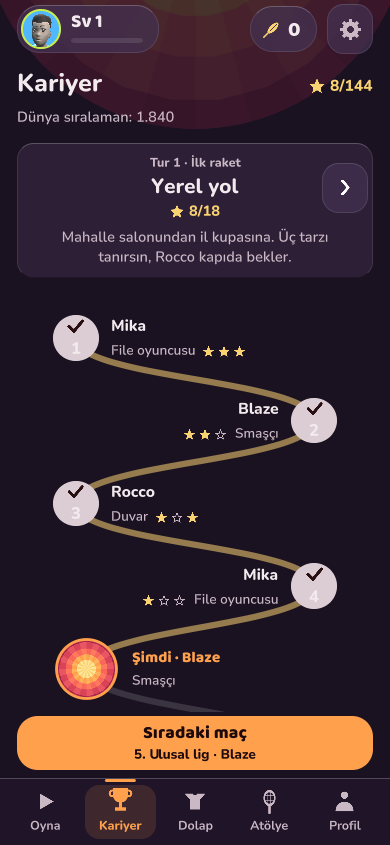 Sv 1
0
Kariyer
8/144
Dünya sıralaman: 1.840
Tur 1 · İlk raket
Yerel yol
8/18
Mahalle salonundan il kupasına. Üç tarzı
tanırsın, Rocco kapıda bekler.
Mika
1
File oyuncusu
Blaze
2
Smaşçı
Rocco
3
Duvar
Mika
4
File oyuncusu
Şimdi · Blaze
Smaşçı
Sıradaki maç
5. Ulusal lig · Blaze
Oyna
Kariyer
Dolap
Atölye
Profil